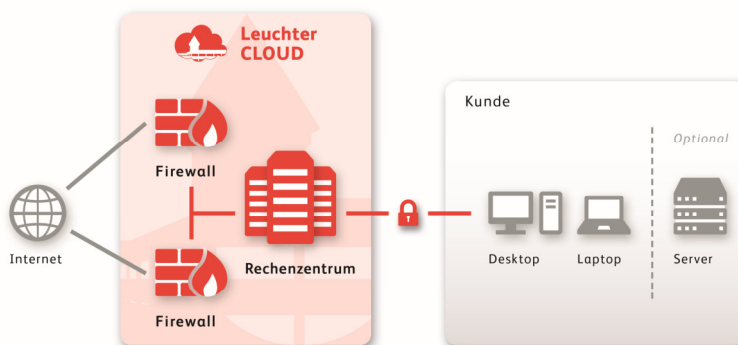 Leuchter
CLOUD
Kunde
Optional
Firewall
Internet
Rechenzentrum
Desktop
Laptop
Server
Firewall